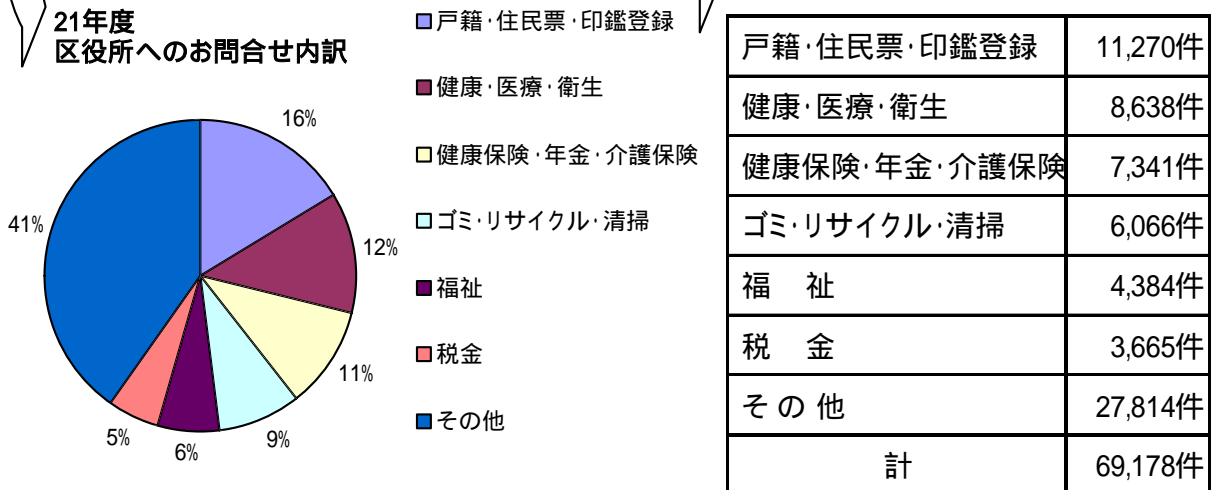 21年度
区役所へのお問合せ内訳
16%
12%
11%
9%
6%
5%
41%
戸籍·住民票·印鑑登録
健康·医療·衛生
健康保険·年金·介護保険
ゴミ·リサイクル·清掃
福祉
税金
その他
戸籍·住民票·印鑑登録 11,270件
健康·医療·衛生 8,638件
健康保険·年金·介護保険 7,341件
ゴミ·リサイクル·清掃 6,066件
福　祉 4,384件
税　金 3,665件
そ の 他 27,814件
計 69,178件